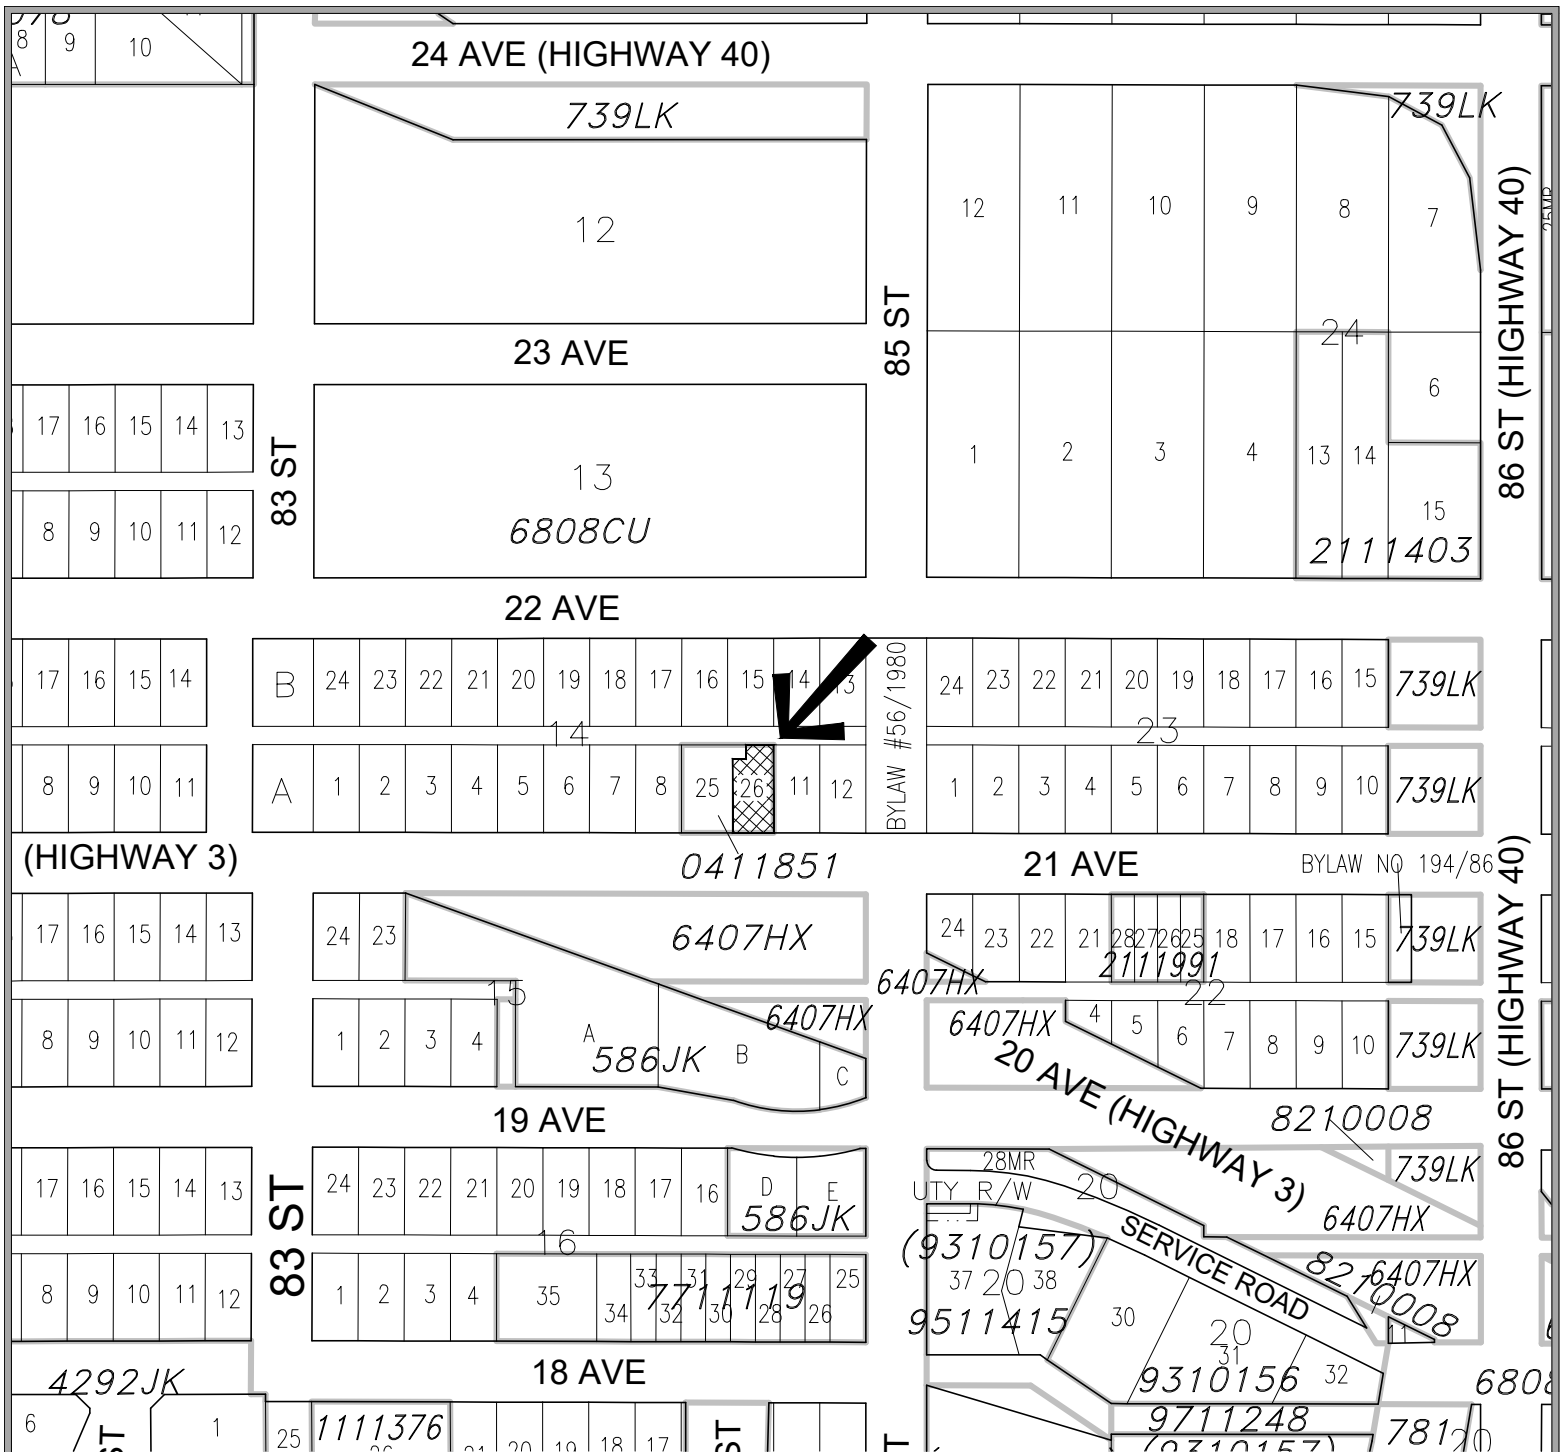 8 9 10
24 AVE (HIGHWAY 40)
739LK
739LK
12
12 11 10 9 8 7
25MR
86 ST (HIGHWAY 40)
85 ST
24
23 AVE
6
17 16 15 14 13
83 ST
13
6808CU
1 2 3 4 13 14
15
2111403
8 9 10 11 12
22 AVE
17 16 15 14
B 24 23 22 21 20 19 18 17 16 15 14 13
BYLAW #56/1980
24 23 22 21 20 19 18 17 16 15 739LK
14
23
8 9 10 11
A 1 2 3 4 5 6 7 8 25 26 11 12
1 2 3 4 5 6 7 8 9 10 739LK
(HIGHWAY 3)
0411851
21 AVE
BYLAW NO 194/86
86 ST (HIGHWAY 40)
17 16 15 14 13
24 23
6407HX
24 23 22 21 28 27 26 25 18 17 16 15 739LK
2111991
6407HX
15
22
6407HX
6407HX
8 9 10 11 12
1 2 3 4
A
586JK
B
C
4 5 6 7 8 9 10 739LK
20 AVE (HIGHWAY 3)
19 AVE
8210008
17 16 15 14 13
83 ST
24 23 22 21 20 19 18 17 16 D E
586JK
28MR
20
739LK
UTY R/W
6407HX
16
SERVICE ROAD
(9310157)
8 9 10 11 12
1 2 3 4 35 34 33 32 31 30 29 28 27 26 25
7711119
37 20 38
9511415
30
20
31
32
9310156
8210008
6407HX
11
18 AVE
4292JK
6808
6
1
25
1111376
26
21 20 19 18 17
ST
ST
9711248
(9310157)
781
20